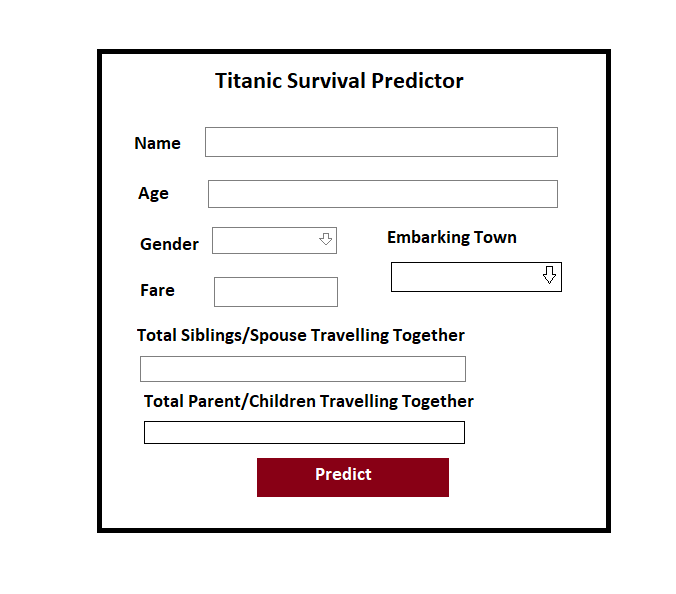 Titanic Survival Predictor
Name
Age
Gender
Embarking Town
Fare
Total Siblings/Spouse Travelling Together
Total Parent/Children Travelling Together
Predict